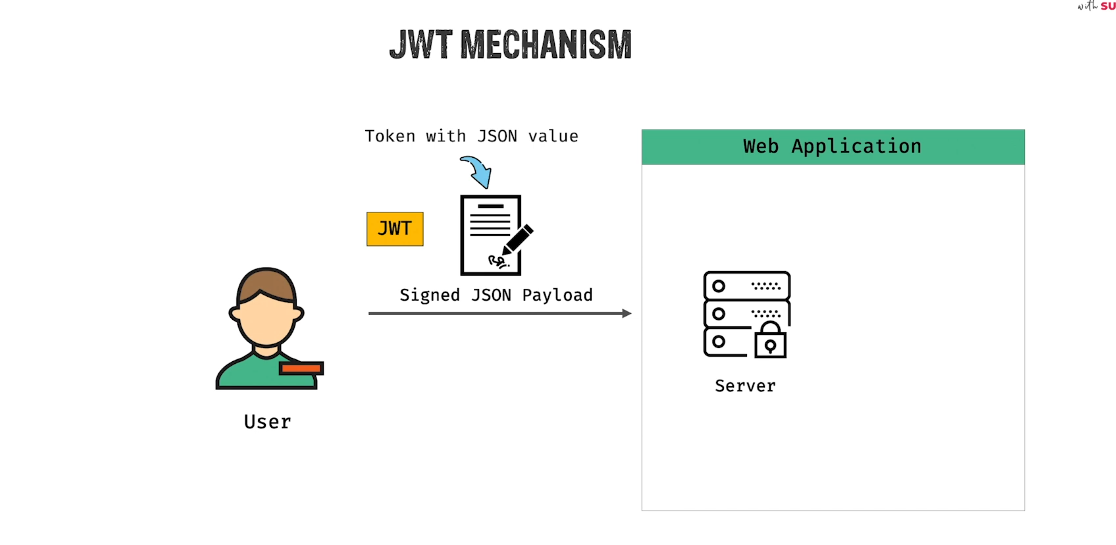 with SU
JWT MECHANISM
Token with JSON value
Web Application
JWT
Signed JSON Payload
Server
User